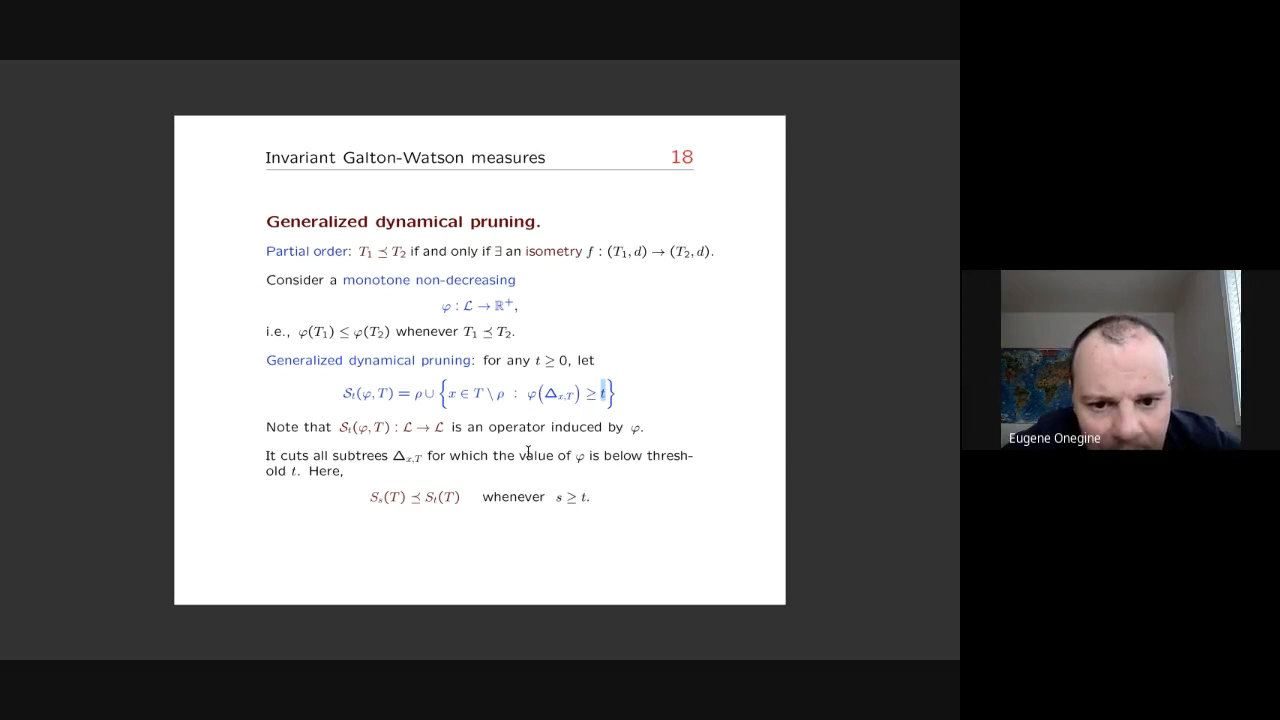 Invariant Galton-Watson measures 18
Generalized dynamical pruning.
Partial order: T₁ ⪯ T₂ if and only if ∃ an isometry f : (T₁, d) → (T₂, d).
Consider a monotone non-decreasing
φ : ℒ → ℝ⁺,
i.e., φ(T₁) ≤ φ(T₂) whenever T₁ ⪯ T₂.
Generalized dynamical pruning: for any t ≥ 0, let
𝒮ₜ(φ, T) = ρ ∪ {x ∈ T \ ρ : φ(Δ_{x,T}) ≥ t}
Note that 𝒮ₜ(φ, T) : ℒ → ℒ is an operator induced by φ.
It cuts all subtrees Δ_{x,T} for which the value of φ is below thresh-
old t. Here,
Sₛ(T) ⪯ Sₜ(T) whenever s ≥ t.
Eugene Onegine